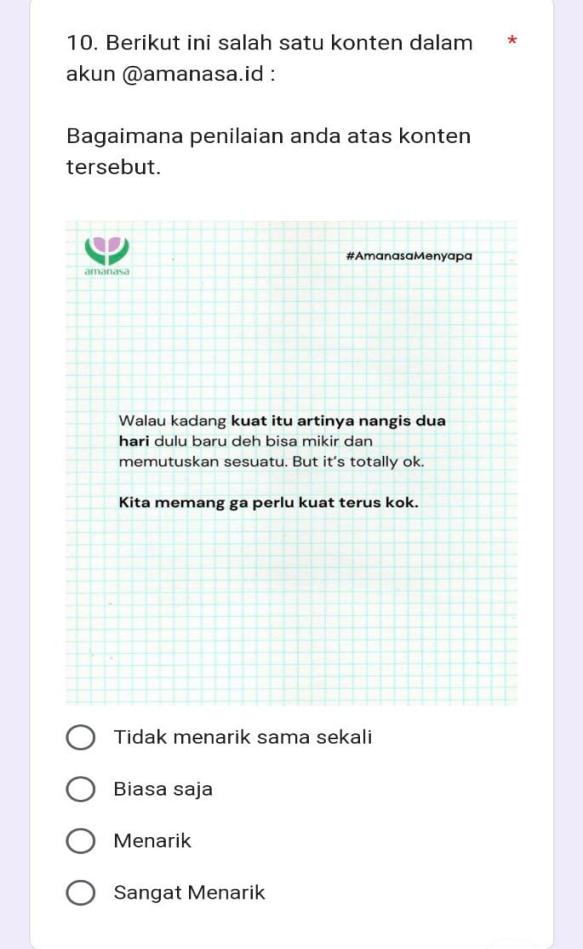 10. Berikut ini salah satu konten dalam *
akun @amanasa.id :
Bagaimana penilaian anda atas konten
tersebut.
amanasa
#AmanasaMenyapa
Walau kadang kuat itu artinya nangis dua
hari dulu baru deh bisa mikir dan
memutuskan sesuatu. But it's totally ok.
Kita memang ga perlu kuat terus kok.
Tidak menarik sama sekali
Biasa saja
Menarik
Sangat Menarik